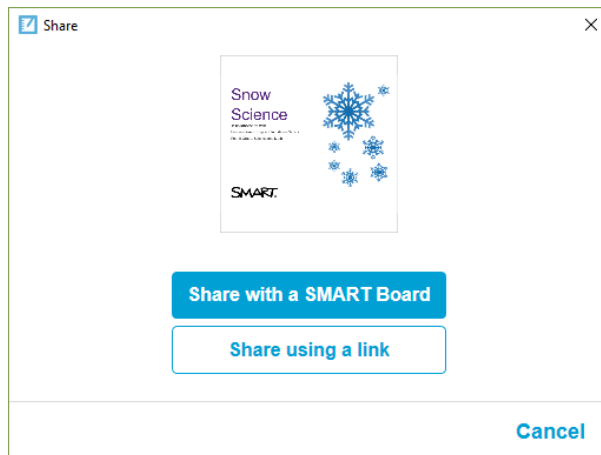 Share
Snow
Science
SMART
Share with a SMART Board
Share using a link
Cancel